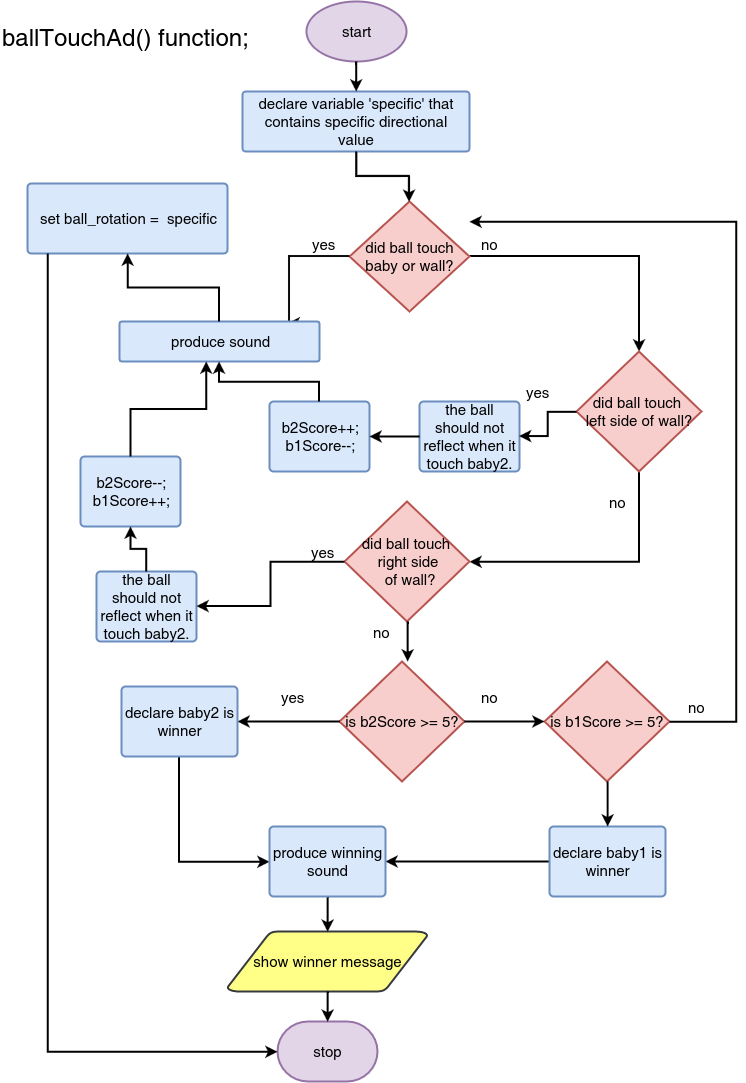 ballTouchAd() function;
start
declare variable 'specific' that
contains specific directional
value
set ball_rotation = specific
did ball touch
baby or wall?
yes
no
produce sound
did ball touch
left side of wall?
yes
the ball
should not
reflect when it
touch baby2.
b2Score++;
b1Score--;
b2Score--;
b1Score++;
no
did ball touch
right side
of wall?
yes
the ball
should not
reflect when it
touch baby2.
no
is b2Score >= 5?
yes
declare baby2 is
winner
no
is b1Score >= 5?
no
produce winning
sound
declare baby1 is
winner
show winner message
stop